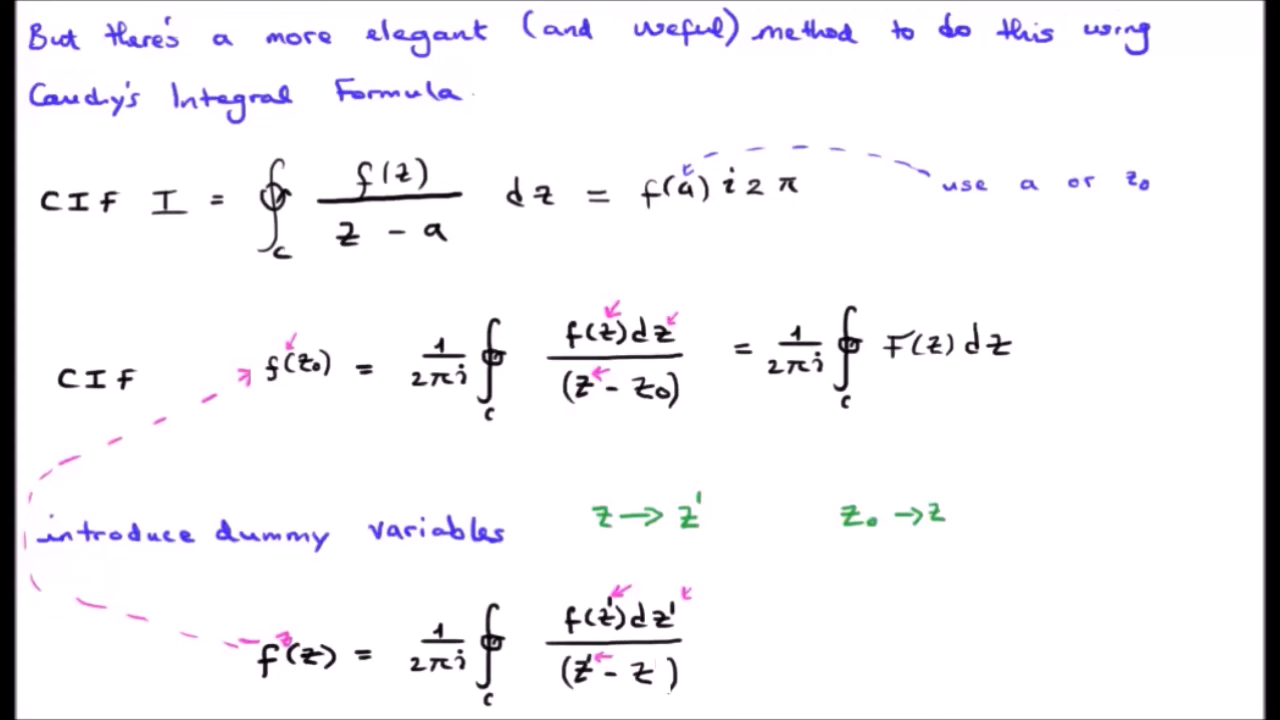 But there's a more elegant (and useful) method to do this using
Cauchy's Integral Formula
CIF I = ∮_C f(z)/(z - a) dz = f(a) i 2 π
use a or z₀
CIF f(z₀) = 1/(2πi) ∮_C f(z)dz/(z - z₀) = 1/(2πi) ∮_C F(z) dz
introduce dummy variables z → z' z₀ → z
f(z) = 1/(2πi) ∮_C f(z')dz'/(z' - z)